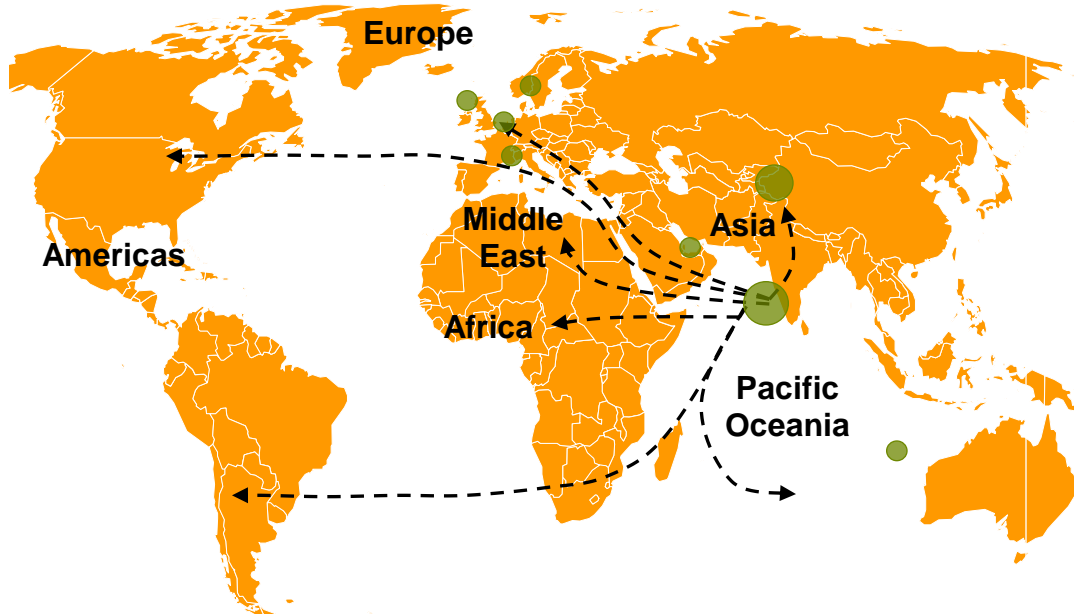 Europe
Middle
East
Asia
Americas
Africa
Pacific
Oceania